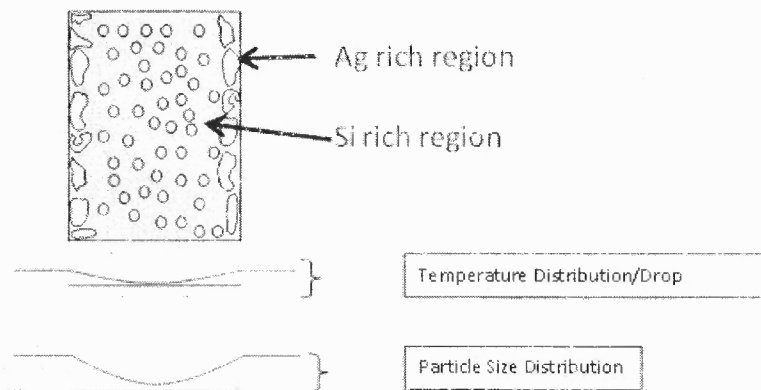 Ag rich region
Si rich region
Temperature Distribution/Drop
Particle Size Distribution